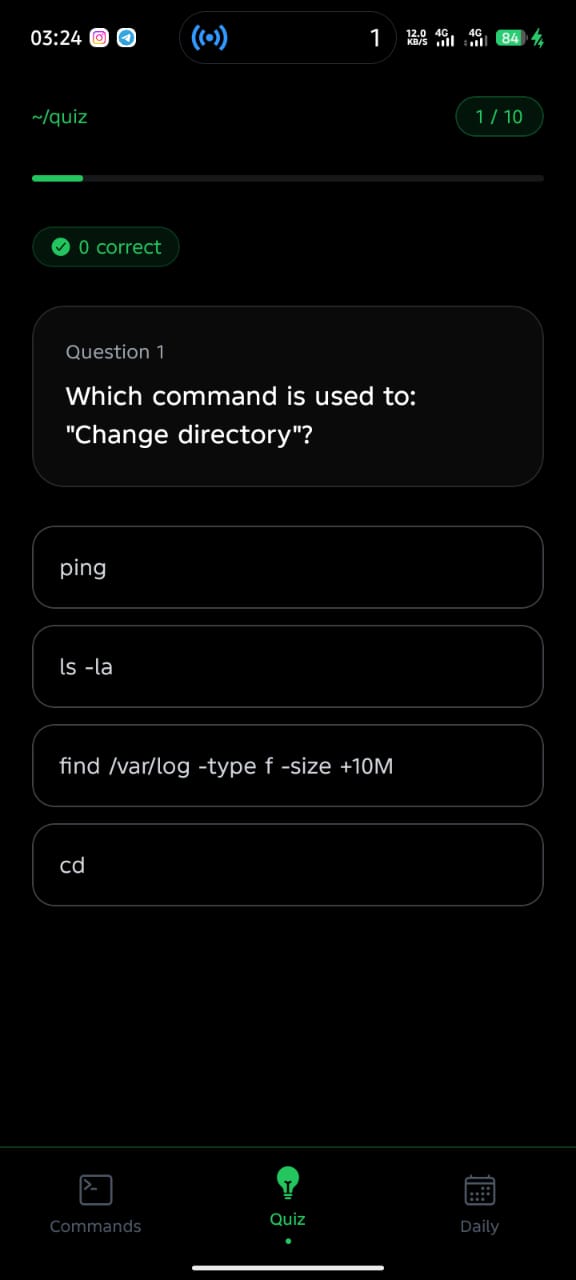 03:24
1
12.0
KB/S
4G
4G
84
~/quiz
1 / 10
0 correct
Question 1
Which command is used to:
"Change directory"?
ping
ls -la
find /var/log -type f -size +10M
cd
Commands
Quiz
Daily